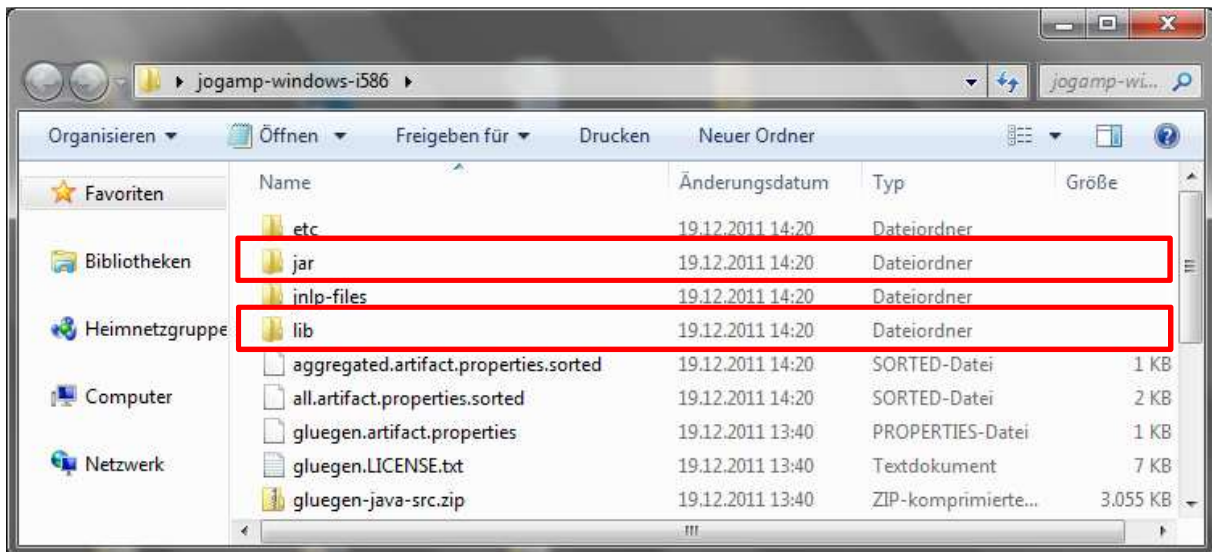 jogamp-windows-i586
jogamp-wi...
Organisieren Öffnen Freigeben für Drucken Neuer Ordner
Favoriten
Bibliotheken
Heimnetzgruppe
Computer
Netzwerk
Name Änderungsdatum Typ Größe
etc 19.12.2011 14:20 Dateiordner
jar 19.12.2011 14:20 Dateiordner
jnlp-files 19.12.2011 14:20 Dateiordner
lib 19.12.2011 14:20 Dateiordner
aggregated.artifact.properties.sorted 19.12.2011 14:20 SORTED-Datei 1 KB
all.artifact.properties.sorted 19.12.2011 14:20 SORTED-Datei 2 KB
gluegen.artifact.properties 19.12.2011 13:40 PROPERTIES-Datei 1 KB
gluegen.LICENSE.txt 19.12.2011 13:40 Textdokument 7 KB
gluegen-java-src.zip 19.12.2011 13:40 ZIP-komprimierte... 3.055 KB